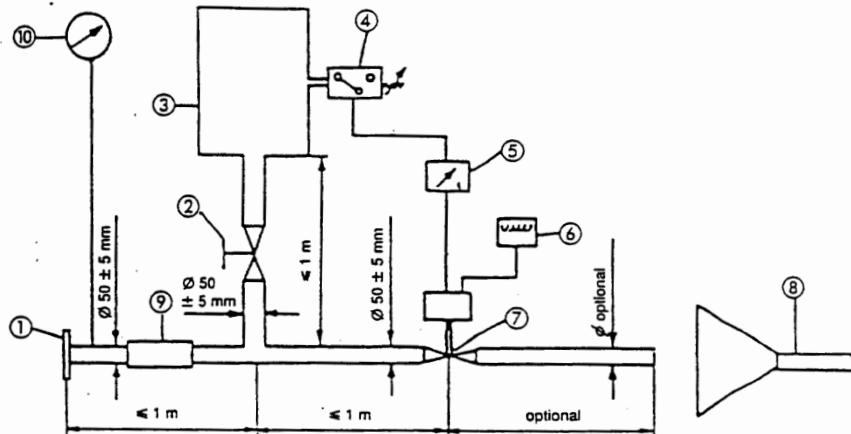 10
4
3
5
2
6
Ø 50 ± 5 mm
Ø 50
± 5 mm
≤ 1 m
Ø 50 ± 5 mm
Ø optional
8
1
9
7
≤ 1 m
≤ 1 m
optional